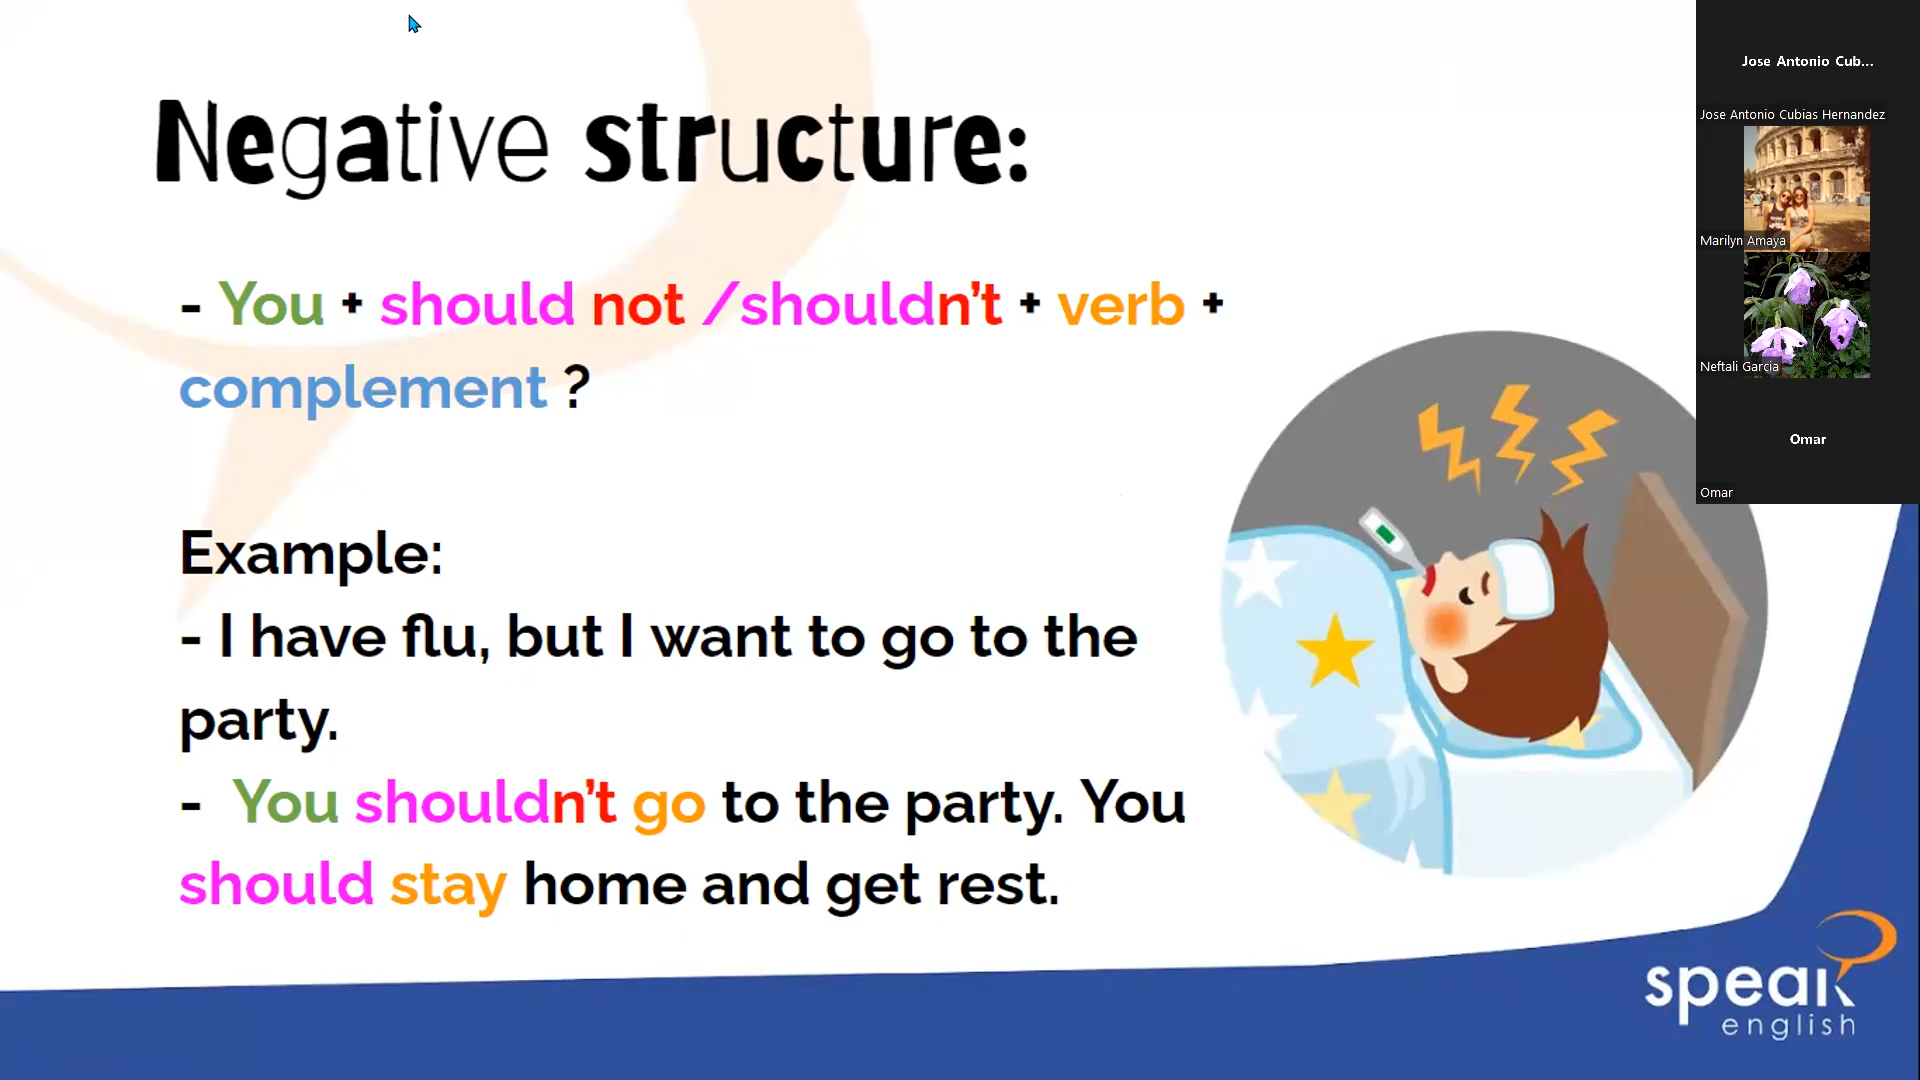 Negative structure:
- You + should not /shouldn't + verb +
complement ?
Example:
- I have flu, but I want to go to the
party.
- You shouldn't go to the party. You
should stay home and get rest.
Jose Antonio Cub...
Jose Antonio Cubias Hernandez
Marilyn Amaya
Neftali Garcia
Omar
Omar
speak
english